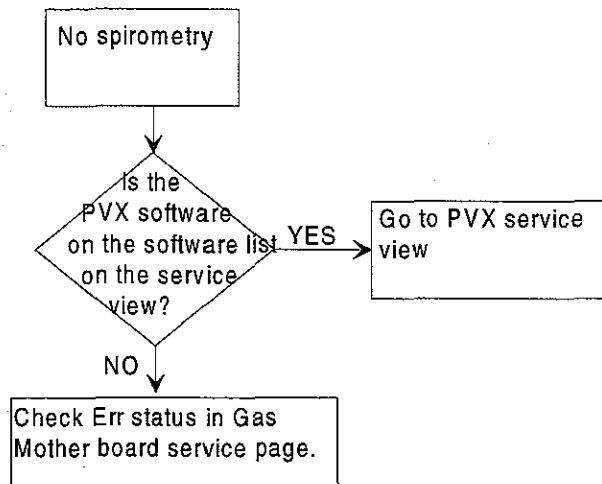 No spirometry
Is the
PVX software
on the software list
on the service
view?
YES
Go to PVX service
view
NO
Check Err status in Gas
Mother board service page.